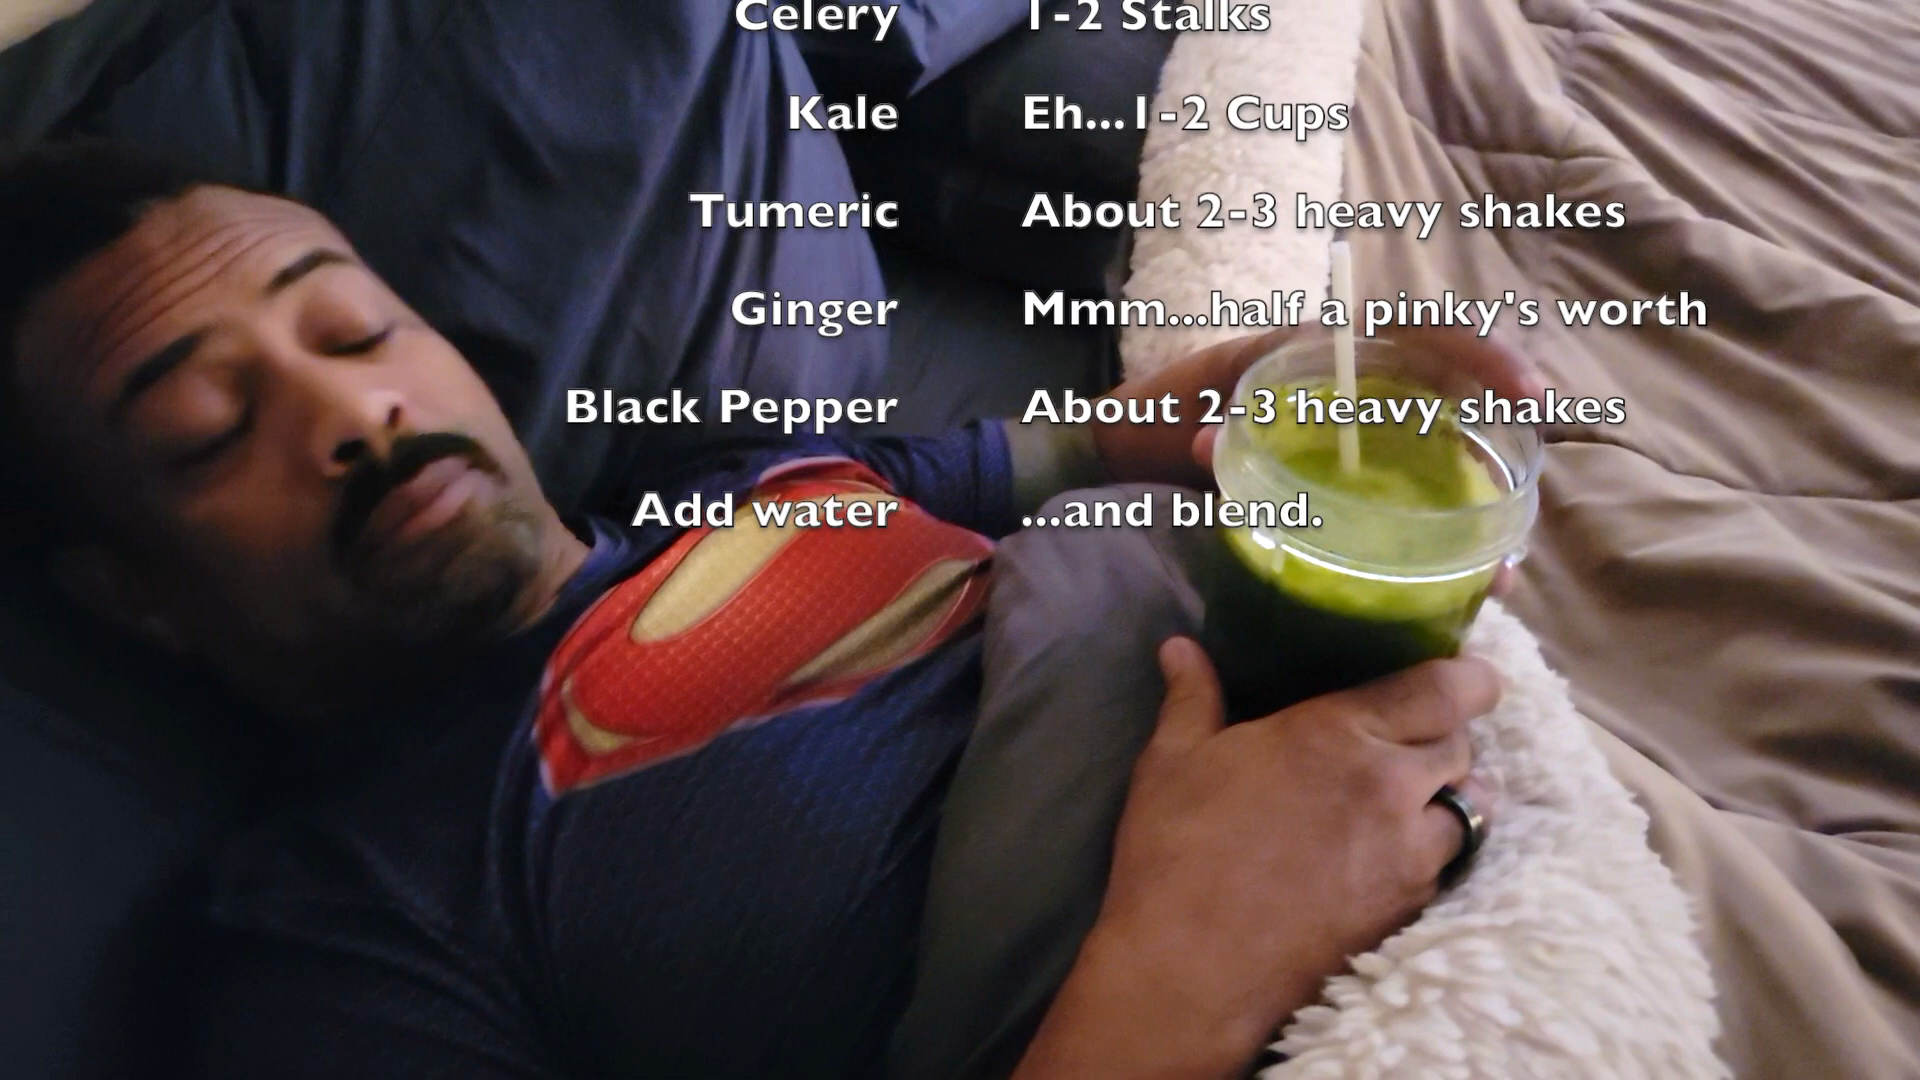 Celery 1-2 Stalks
Kale Eh...1-2 Cups
Tumeric About 2-3 heavy shakes
Ginger Mmm...half a pinky's worth
Black Pepper About 2-3 heavy shakes
Add water ...and blend.